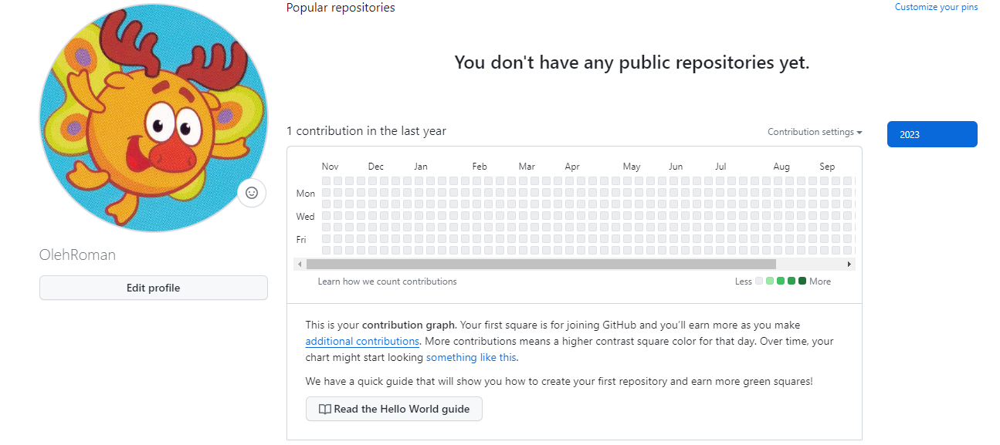 Popular repositories
Customize your pins
You don't have any public repositories yet.
1 contribution in the last year
Contribution settings
2023
Nov Dec Jan Feb Mar Apr May Jun Jul Aug Sep
Mon
Wed
Fri
Learn how we count contributions
Less More
OlehRoman
Edit profile
This is your contribution graph. Your first square is for joining GitHub and you’ll earn more as you make
additional contributions. More contributions means a higher contrast square color for that day. Over time, your
chart might start looking something like this.
We have a quick guide that will show you how to create your first repository and earn more green squares!
Read the Hello World guide